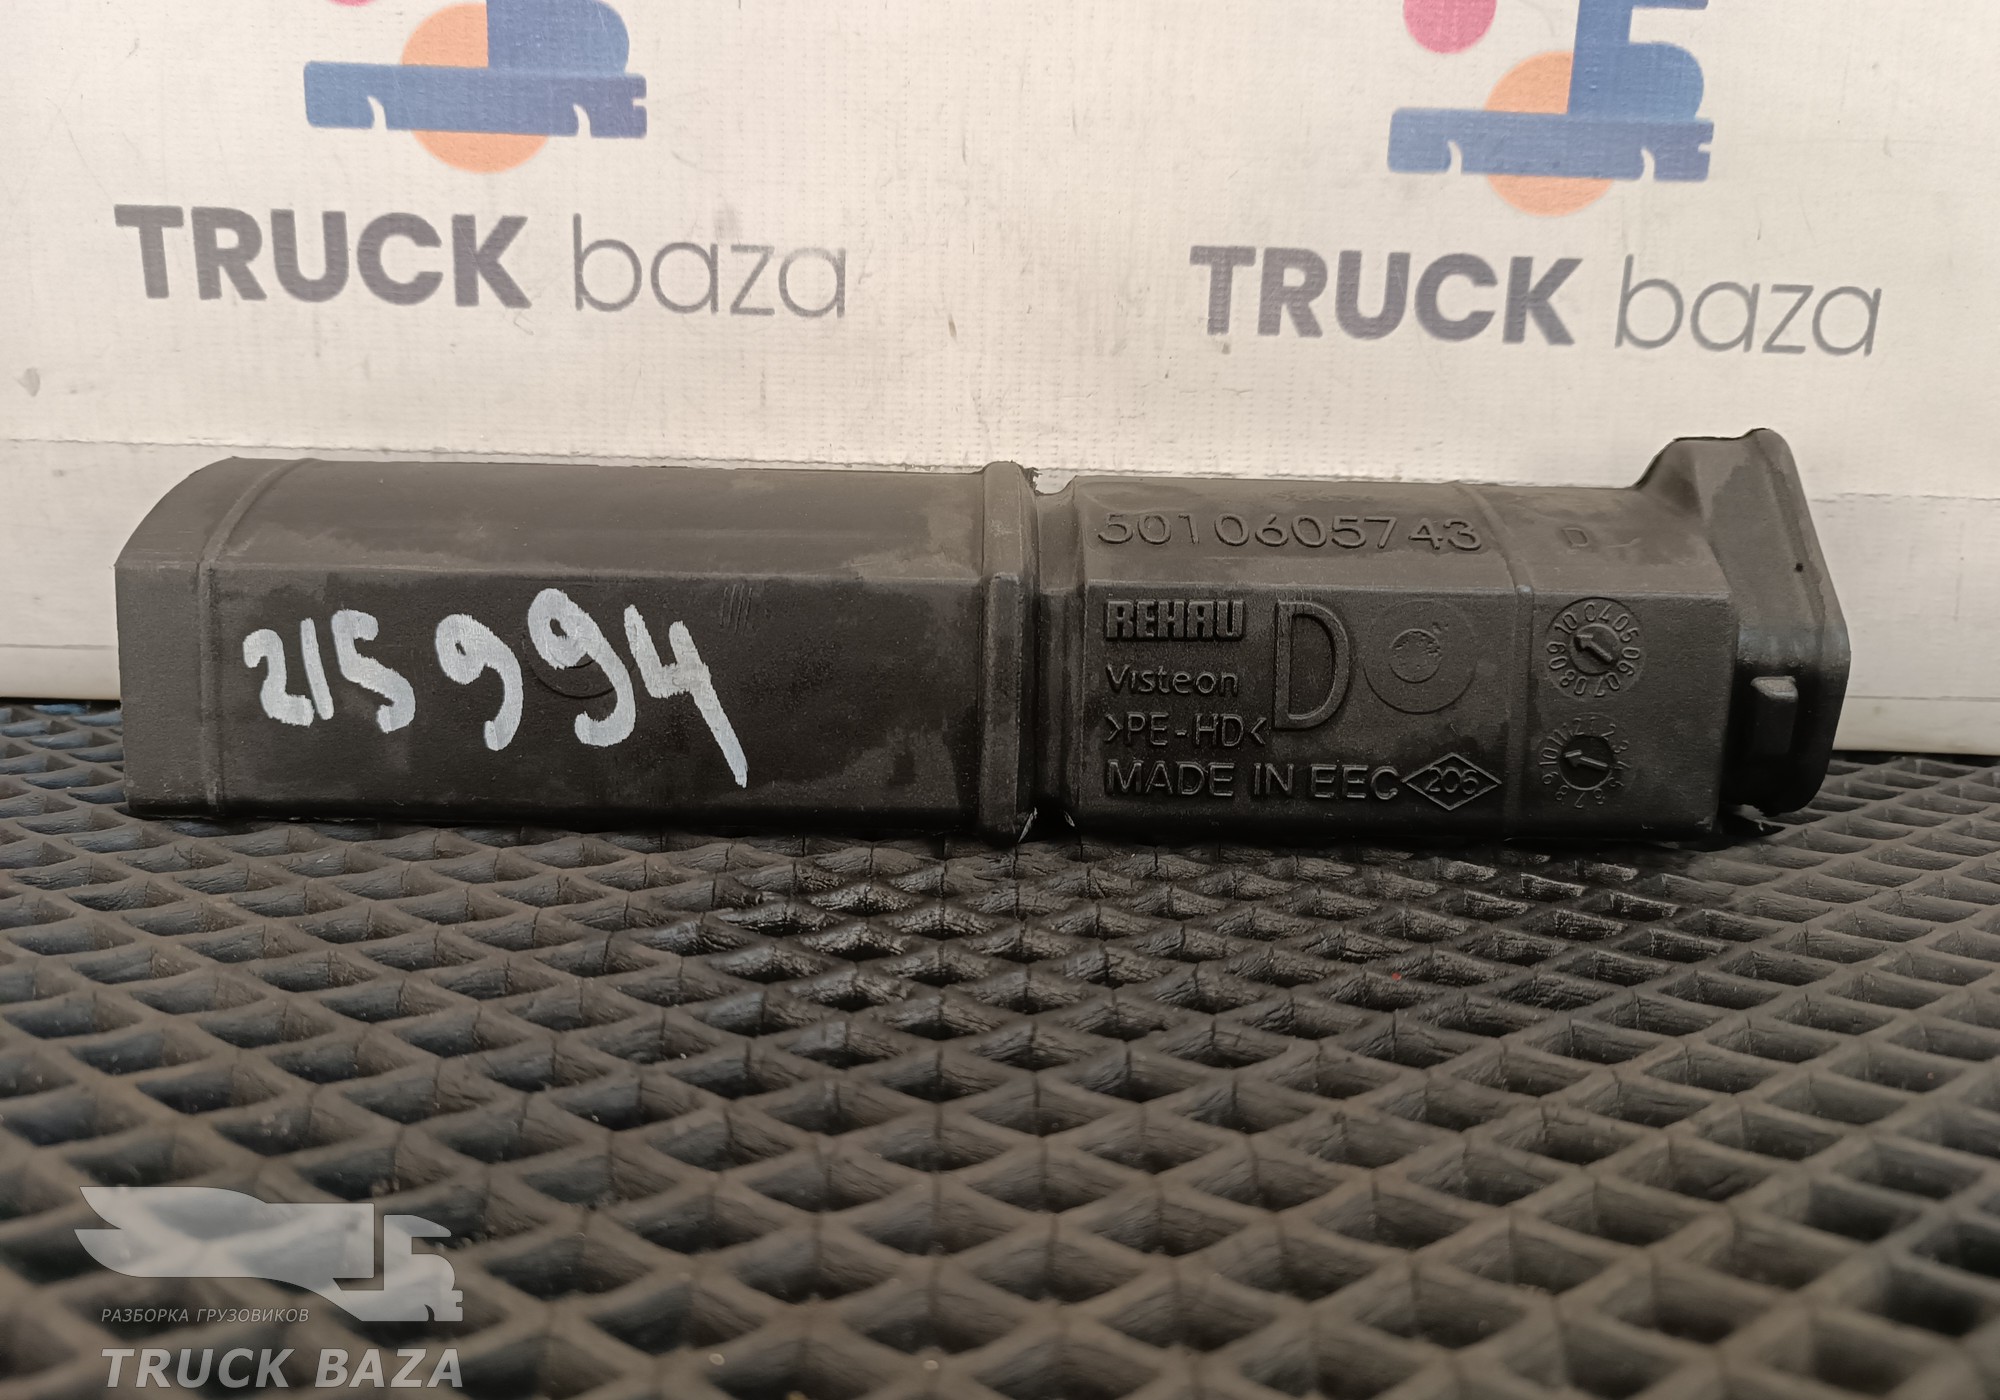 TRUCK baza
TRUCK baza
5010605743
D
REHAU
D
Visteon
>PE-HD<
MADE IN EEC
206
215994
РАЗБОРКА ГРУЗОВИКОВ
TRUCK BAZA